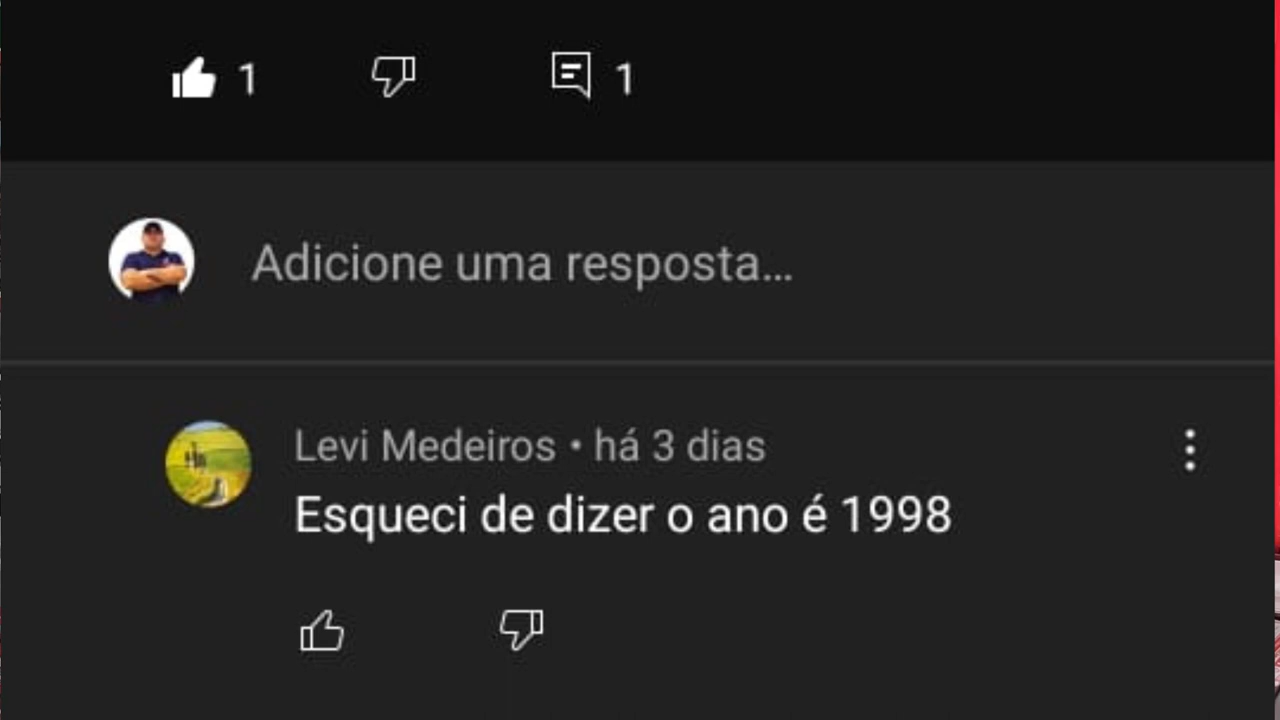 1 1
Adicione uma resposta...
Levi Medeiros • há 3 dias
Esqueci de dizer o ano é 1998